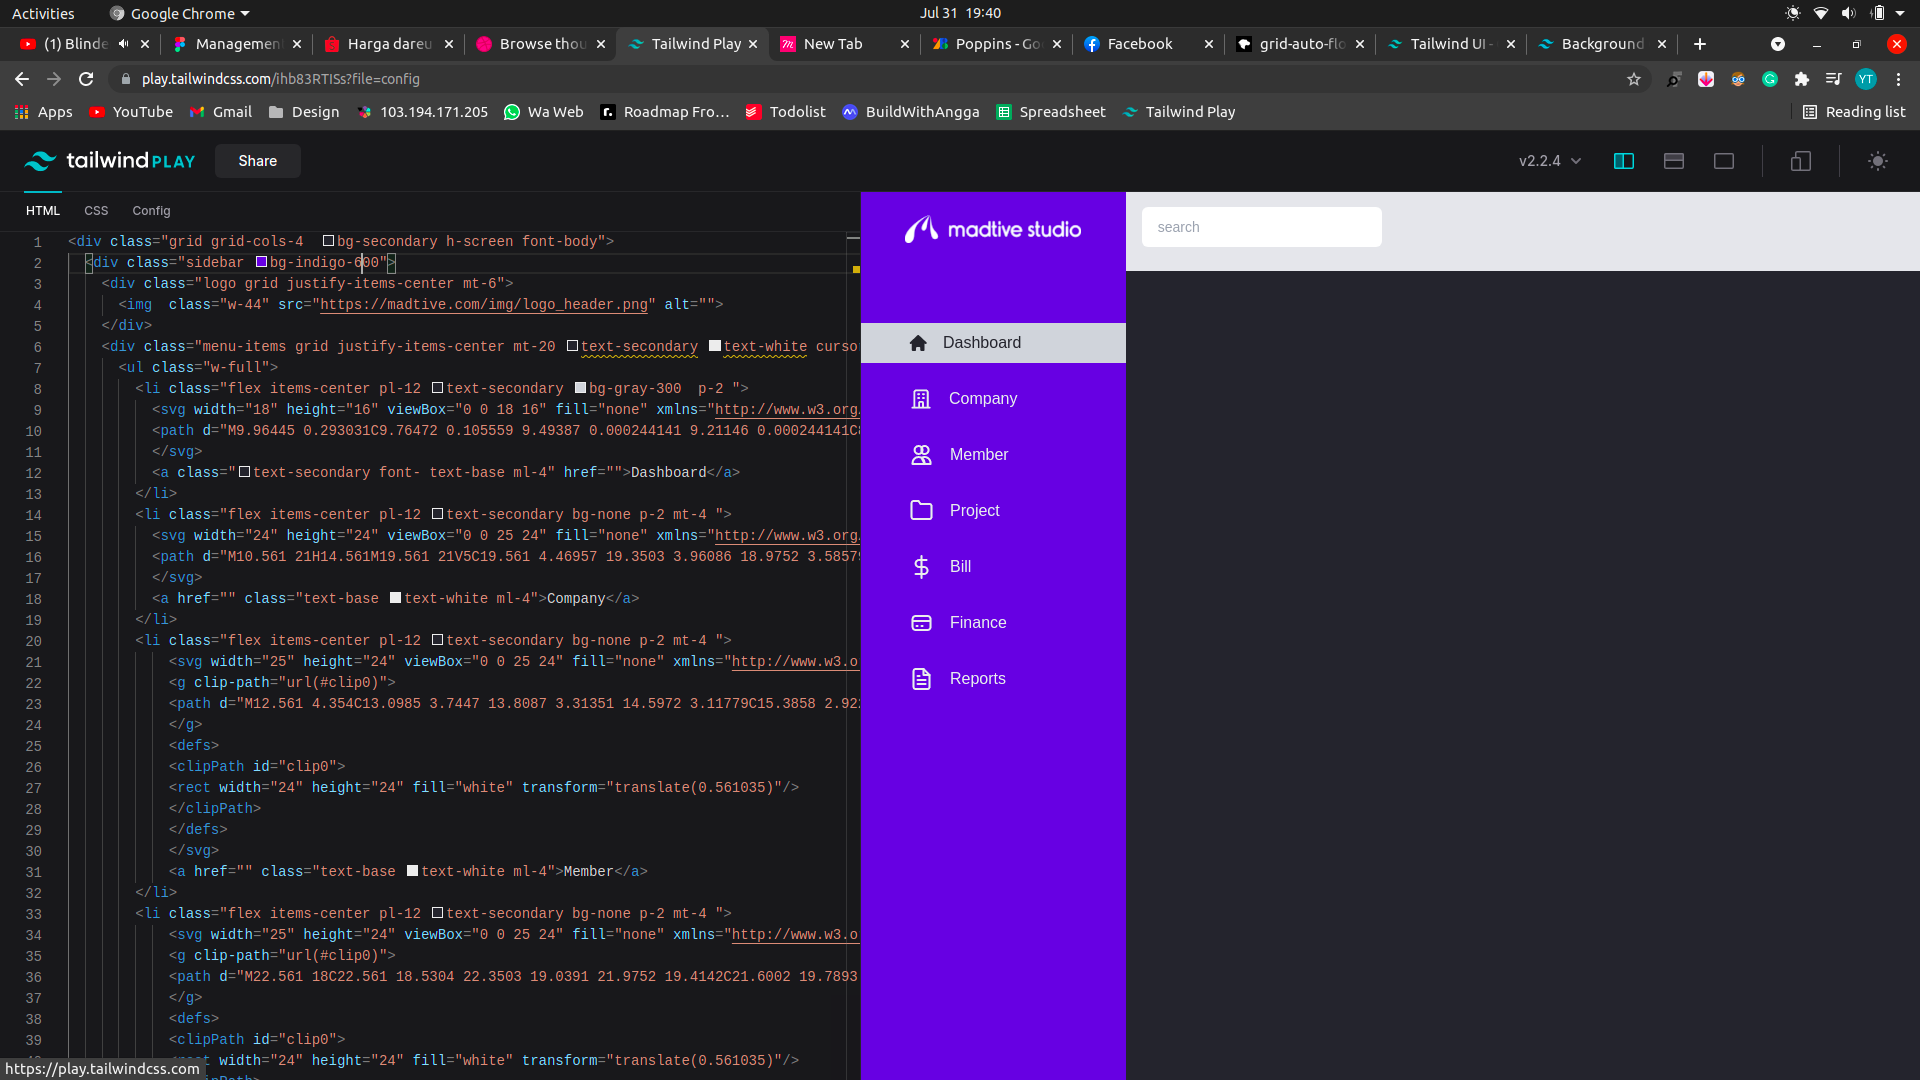 Activities
Google Chrome
Jul 31 19:40
(1) Blinde
Management
Harga dareu
Browse thou
Tailwind Play
New Tab
Poppins - Go
Facebook
grid-auto-flo
Tailwind UI -
Background
play.tailwindcss.com/ihb83RTISs?file=config
YT
Apps
YouTube
Gmail
Design
103.194.171.205
Wa Web
Roadmap Fro...
Todolist
BuildWithAngga
Spreadsheet
Tailwind Play
Reading list
tailwind PLAY
Share
v2.2.4
HTML
CSS
Config
1 <div class="grid grid-cols-4 bg-secondary h-screen font-body">
2 <div class="sidebar bg-indigo-600">
3 <div class="logo grid justify-items-center mt-6">
4 <img class="w-44" src="https://madtive.com/img/logo_header.png" alt="">
5 </div>
6 <div class="menu-items grid justify-items-center mt-20 text-secondary text-white curso
7 <ul class="w-full">
8 <li class="flex items-center pl-12 text-secondary bg-gray-300 p-2 ">
9 <svg width="18" height="16" viewBox="0 0 18 16" fill="none" xmlns="http://www.w3.org
10 <path d="M9.96445 0.293031C9.76472 0.105559 9.49387 0.000244141 9.21146 0.000244141C8
11 </svg>
12 <a class="text-secondary font- text-base ml-4" href="">Dashboard</a>
13 </li>
14 <li class="flex items-center pl-12 text-secondary bg-none p-2 mt-4 ">
15 <svg width="24" height="24" viewBox="0 0 25 24" fill="none" xmlns="http://www.w3.org
16 <path d="M10.561 21H14.561M19.561 21V5C19.561 4.46957 19.3503 3.96086 18.9752 3.58579
17 </svg>
18 <a href="" class="text-base text-white ml-4">Company</a>
19 </li>
20 <li class="flex items-center pl-12 text-secondary bg-none p-2 mt-4 ">
21 <svg width="25" height="24" viewBox="0 0 25 24" fill="none" xmlns="http://www.w3.o
22 <g clip-path="url(#clip0)">
23 <path d="M12.561 4.354C13.0985 3.7447 13.8087 3.31351 14.5972 3.11779C15.3858 2.922
24 </g>
25 <defs>
26 <clipPath id="clip0">
27 <rect width="24" height="24" fill="white" transform="translate(0.561035)"/>
28 </clipPath>
29 </defs>
30 </svg>
31 <a href="" class="text-base text-white ml-4">Member</a>
32 </li>
33 <li class="flex items-center pl-12 text-secondary bg-none p-2 mt-4 ">
34 <svg width="25" height="24" viewBox="0 0 25 24" fill="none" xmlns="http://www.w3.o
35 <g clip-path="url(#clip0)">
36 <path d="M22.561 18C22.561 18.5304 22.3503 19.0391 21.9752 19.4142C21.6002 19.7893
37 </g>
38 <defs>
39 <clipPath id="clip0">
width="24" height="24" fill="white" transform="translate(0.561035)"/>
https://play.tailwindcss.com
madtive studio
search
Dashboard
Company
Member
Project
Bill
Finance
Reports